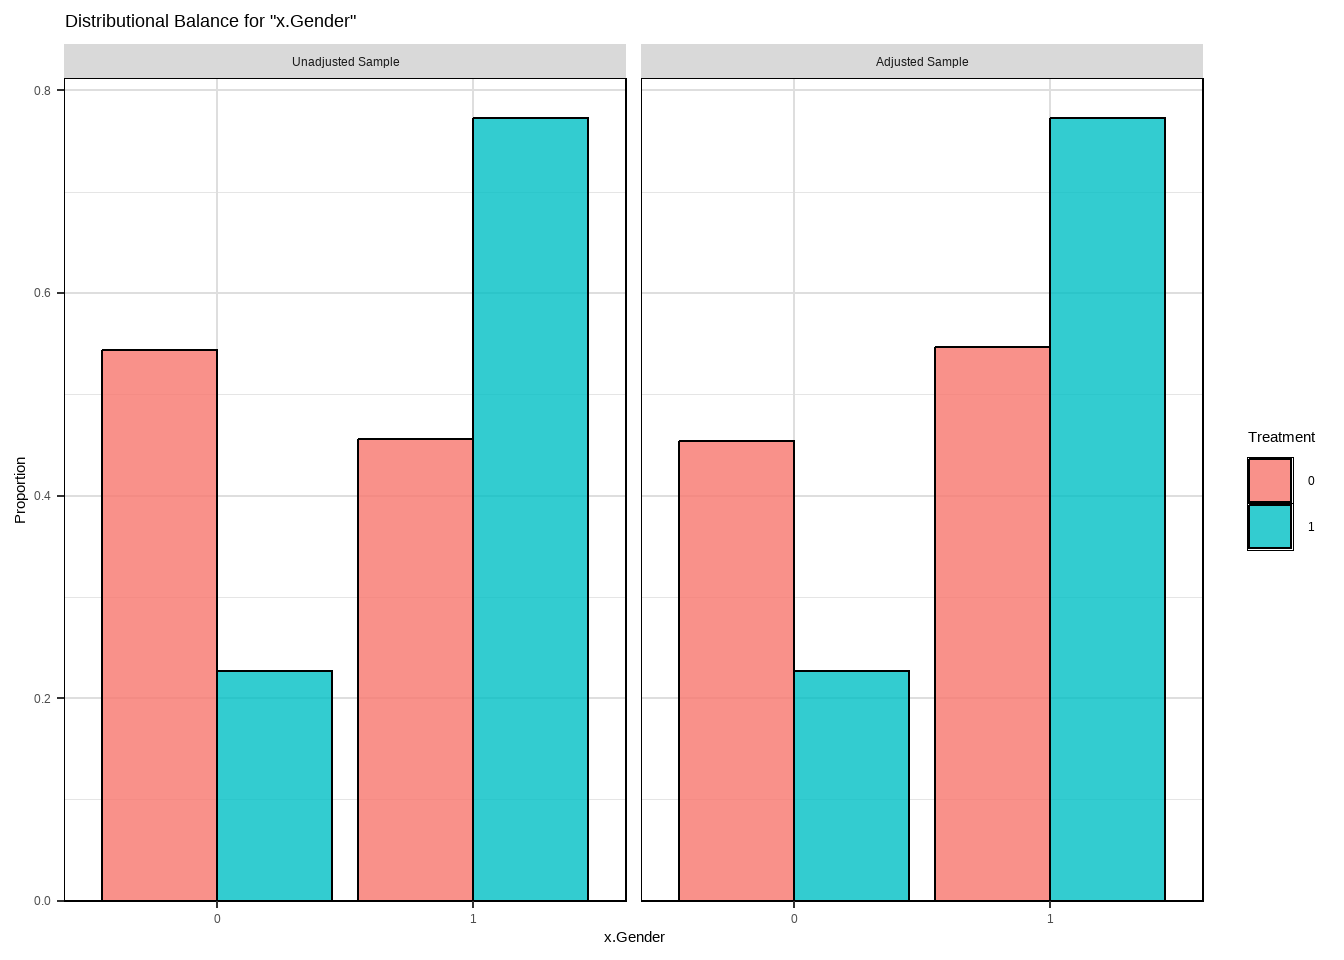 Distributional Balance for "x.Gender"
Unadjusted Sample
Adjusted Sample
0.8
0.6
0.4
0.2
0.0
Proportion
0
1
0
1
x.Gender
Treatment
0
1